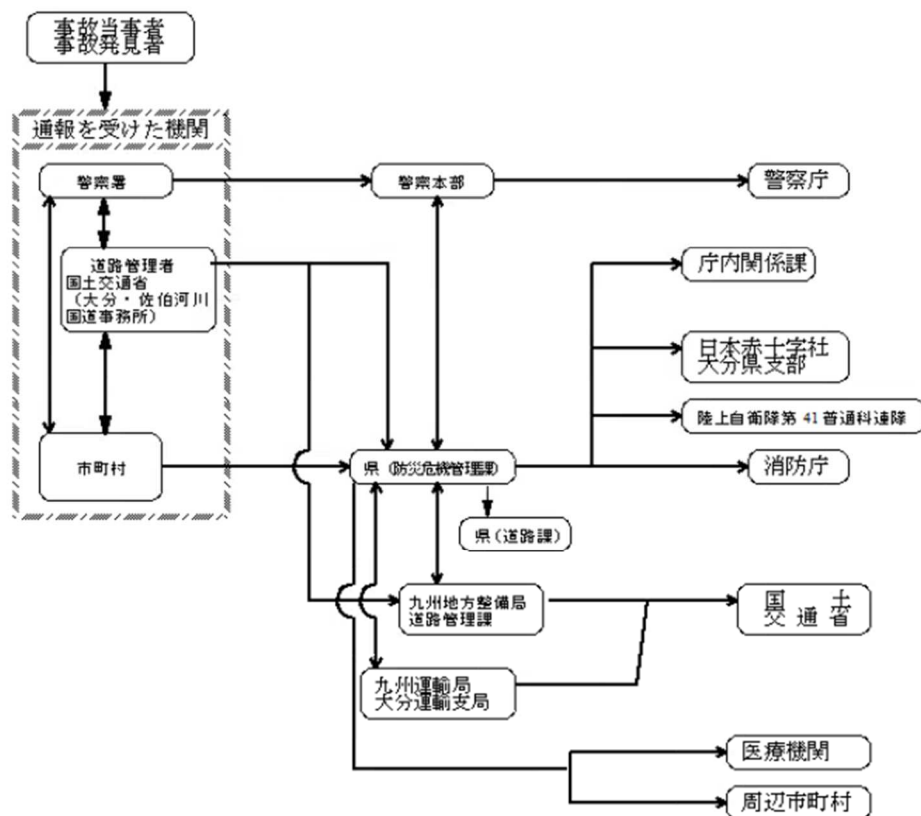 事故当事者
事故発見者
通報を受けた機関
警察署
警察本部
警察庁
道路管理者
国土交通省
（大分・佐伯河川
国道事務所）
庁内関係課
日本赤十字社
大分県支部
陸上自衛隊第 41 普通科連隊
市町村
県（防災危機管理課）
消防庁
県（道路課）
九州地方整備局
道路管理課
国土
交通省
九州運輸局
大分運輸支局
医療機関
周辺市町村